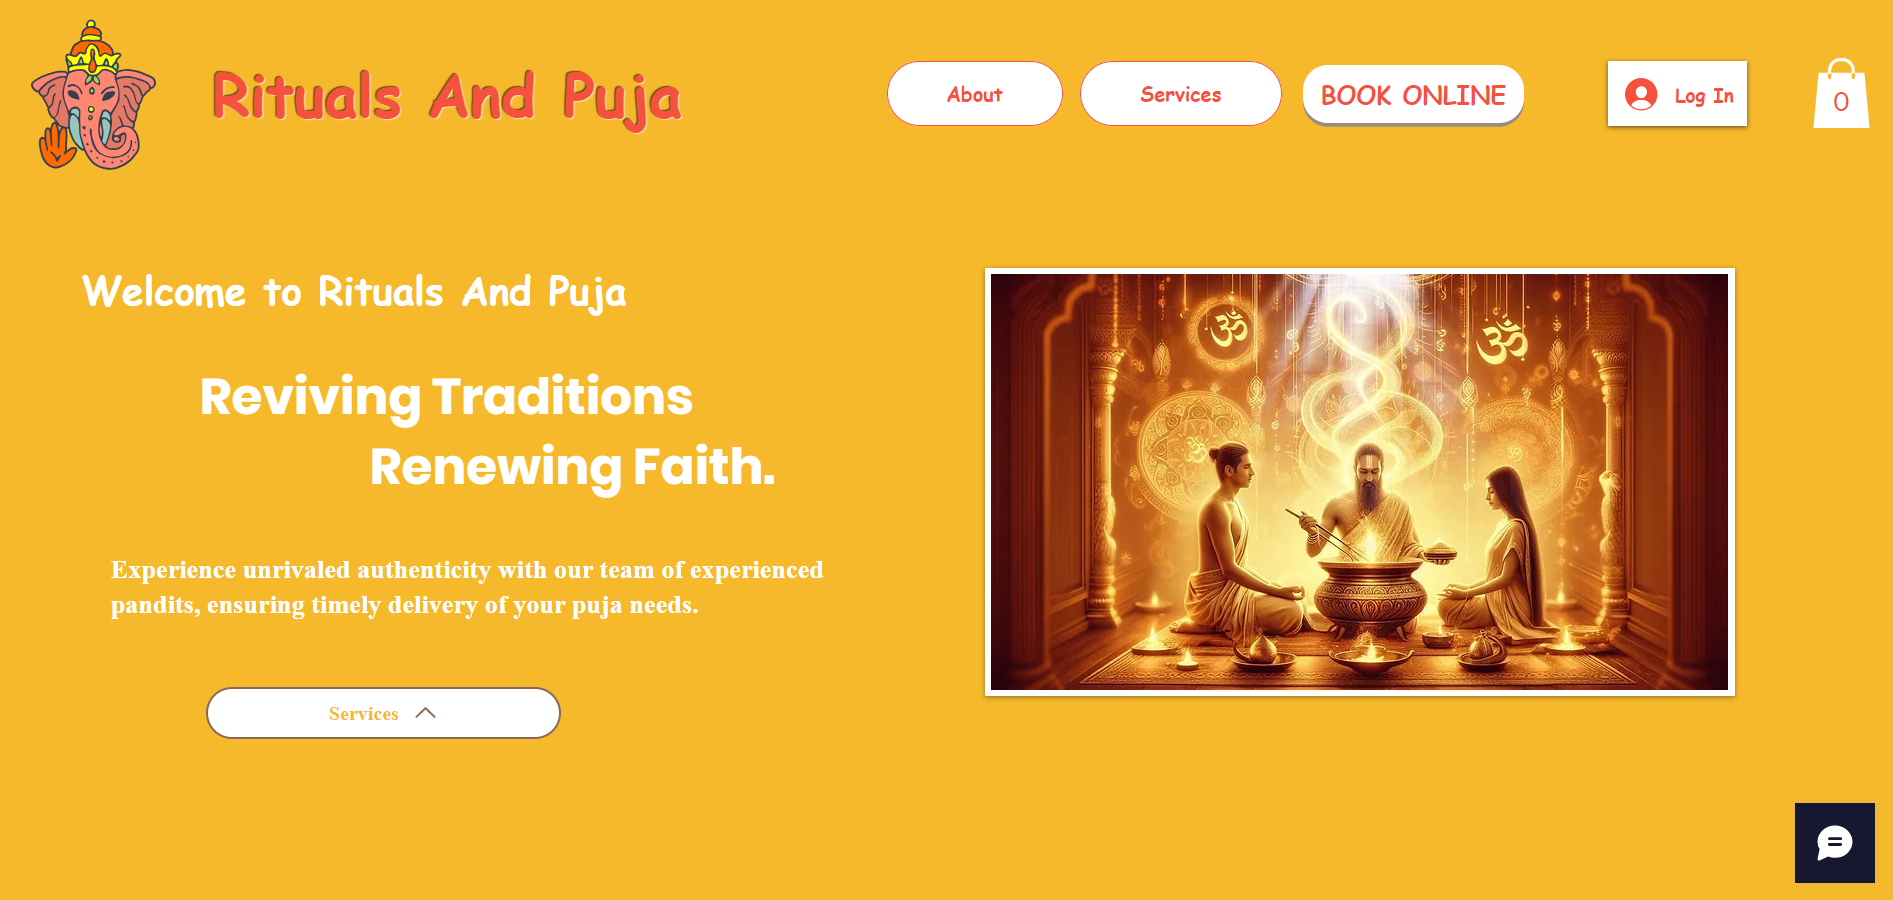 Rituals And Puja
About
Services
BOOK ONLINE
Log In
0
Welcome to Rituals And Puja
Reviving Traditions
Renewing Faith.
Experience unrivaled authenticity with our team of experienced
pandits, ensuring timely delivery of your puja needs.
Services
ॐ
ॐ